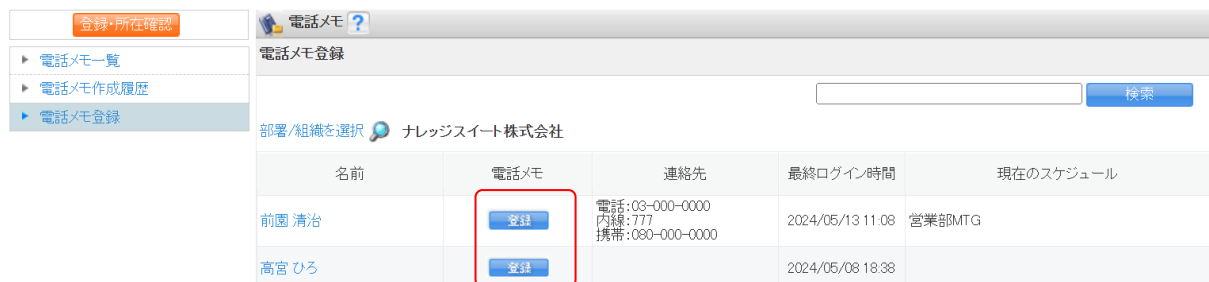 登録・所在確認
電話メモ一覧
電話メモ作成履歴
電話メモ登録
電話メモ ?
電話メモ登録
検索
部署/組織を選択 ナレッジスイート株式会社
名前 電話メモ 連絡先 最終ログイン時間 現在のスケジュール
前園 清治 登録 電話:03-000-0000 2024/05/13 11:08 営業部MTG
内線:777
携帯:080-000-0000
高宮 ひろ 登録 2024/05/08 18:38